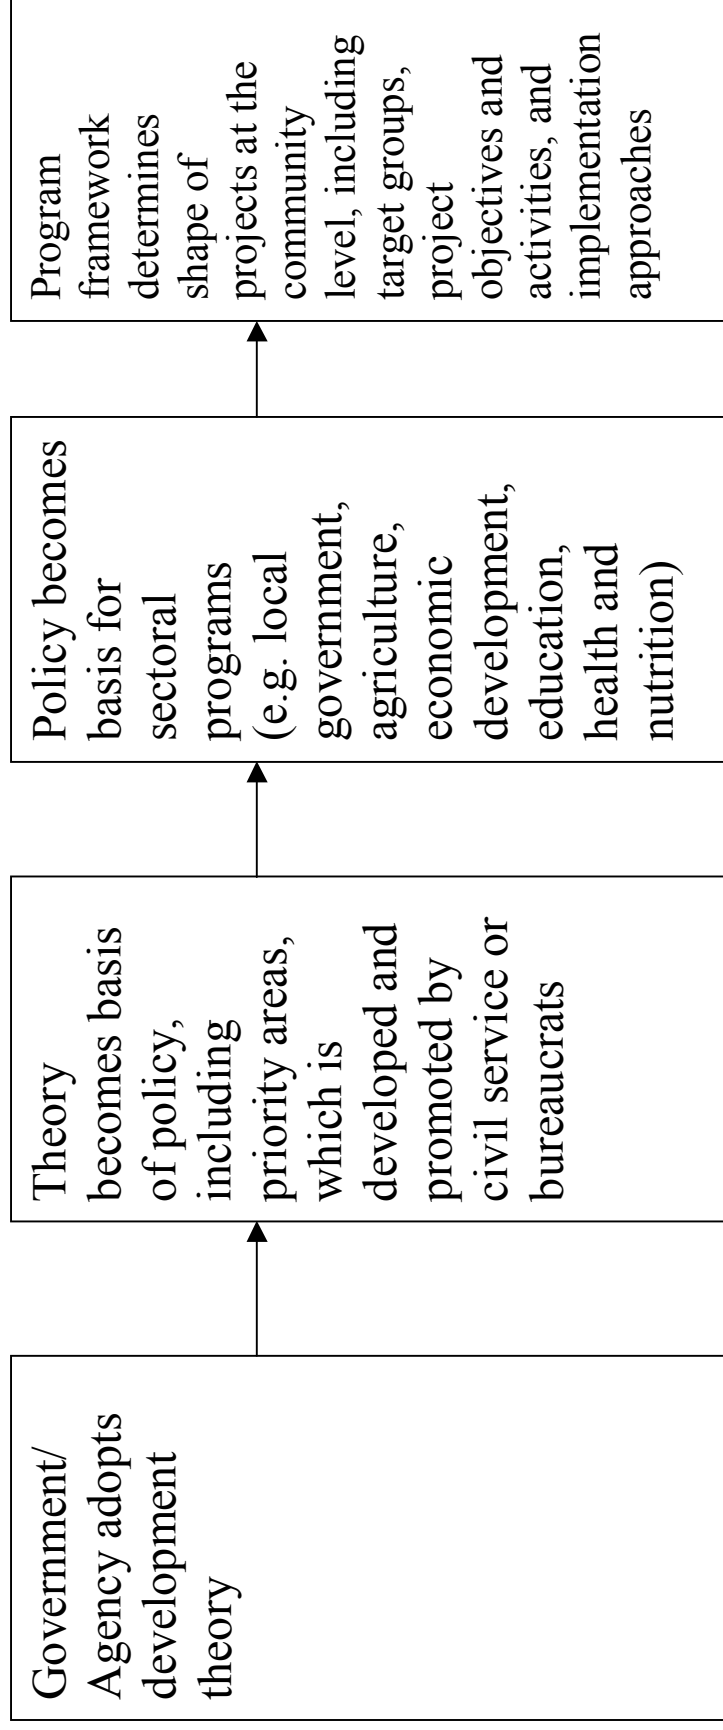 Government/
Agency adopts
development
theory
Theory
becomes basis
of policy,
including
priority areas,
which is
developed and
promoted by
civil service or
bureaucrats
Policy becomes
basis for
sectoral
programs
(e.g. local
government,
agriculture,
economic
development,
education,
health and
nutrition)
Program
framework
determines
shape of
projects at the
community
level, including
target groups,
project
objectives and
activities, and
implementation
approaches